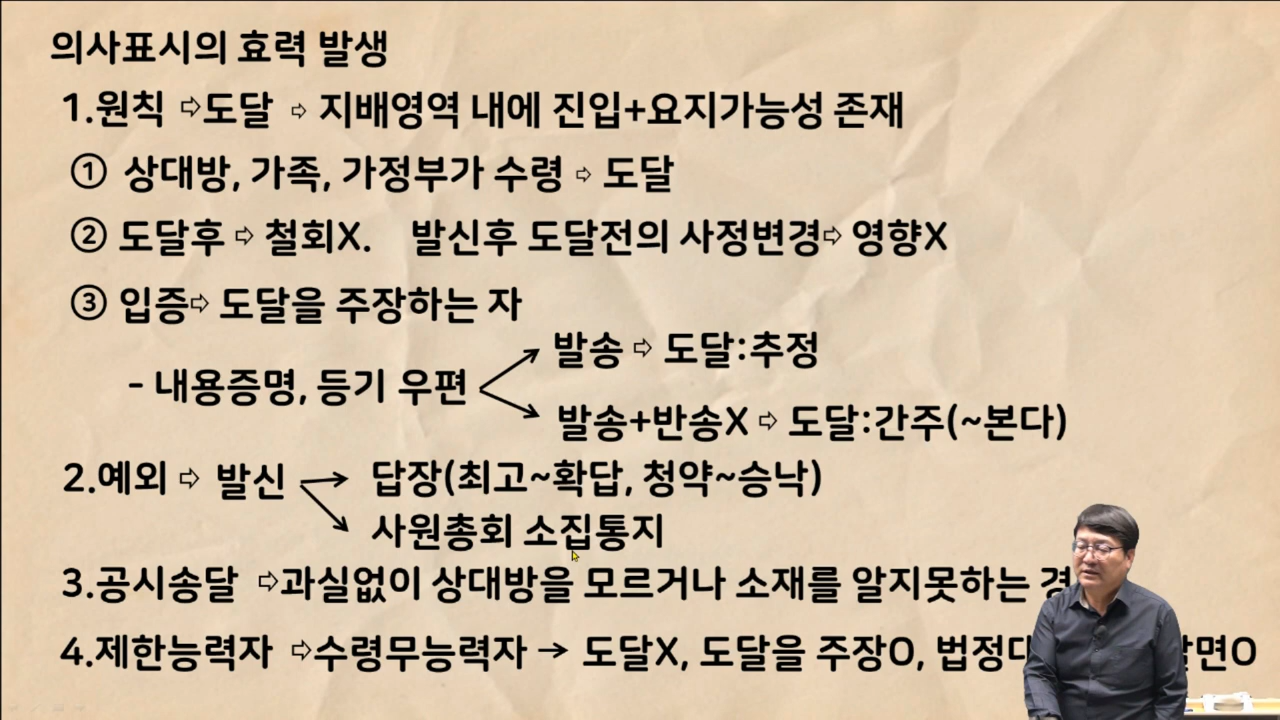 의사표시의 효력 발생
1.원칙 ⇨도달 ⇨ 지배영역 내에 진입+요지가능성 존재
① 상대방, 가족, 가정부가 수령 ⇨ 도달
② 도달후 ⇨ 철회X. 발신후 도달전의 사정변경⇨ 영향X
③ 입증⇨ 도달을 주장하는 자
발송 ⇨ 도달:추정
- 내용증명, 등기 우편
발송+반송X ⇨ 도달:간주(~본다)
2.예외 ⇨ 발신 답장(최고~확답, 청약~승낙)
사원총회 소집통지
3.공시송달 ⇨과실없이 상대방을 모르거나 소재를 알지못하는
4.제한능력자 ⇨수령무능력자 → 도달X, 도달을 주장O,